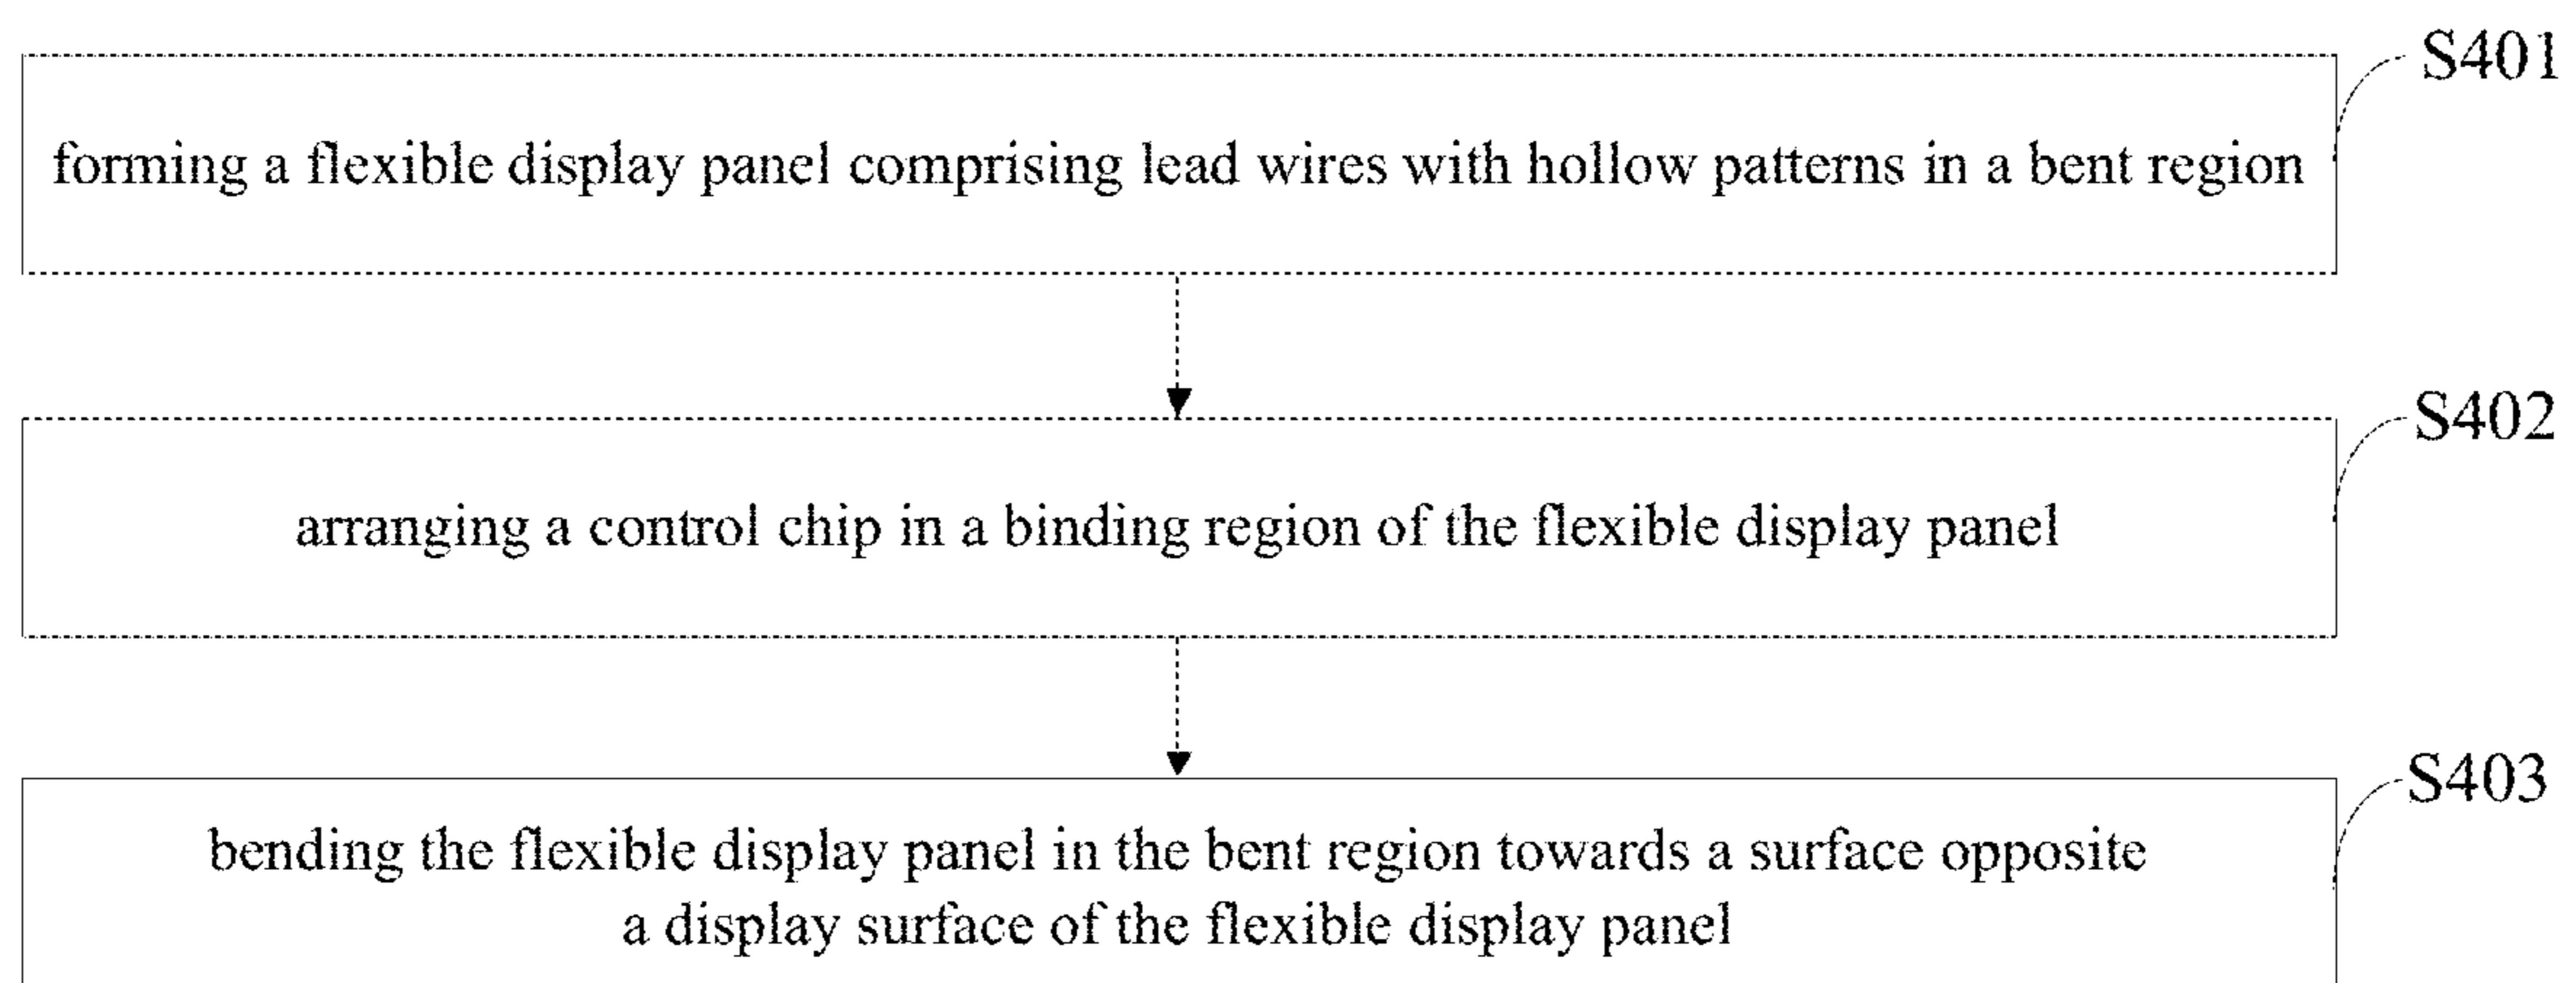 S401
forming a flexible display panel comprising lead wires with hollow patterns in a bent region
S402
arranging a control chip in a binding region of the flexible display panel
S403
bending the flexible display panel in the bent region towards a surface opposite
a display surface of the flexible display panel